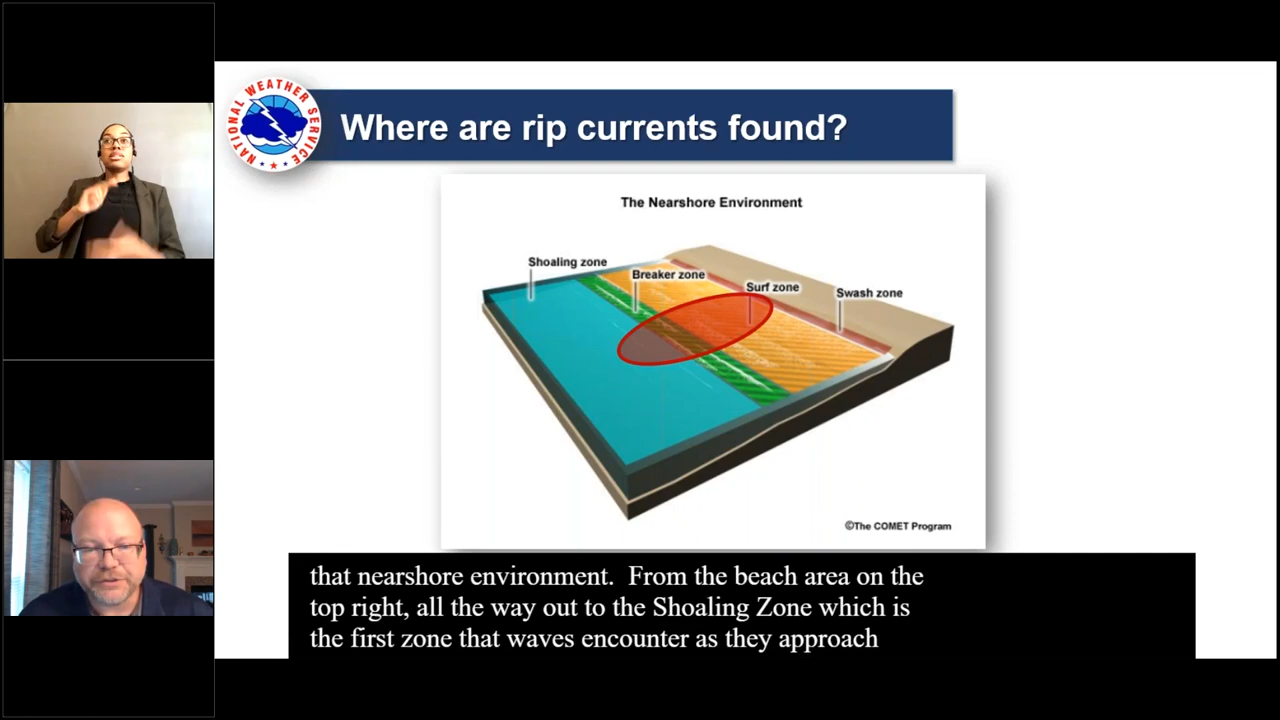 NATIONAL WEATHER SERVICE
Where are rip currents found?
The Nearshore Environment
Shoaling zone
Breaker zone
Surf zone
Swash zone
©The COMET Program
that nearshore environment.  From the beach area on the
top right, all the way out to the Shoaling Zone which is
the first zone that waves encounter as they approach